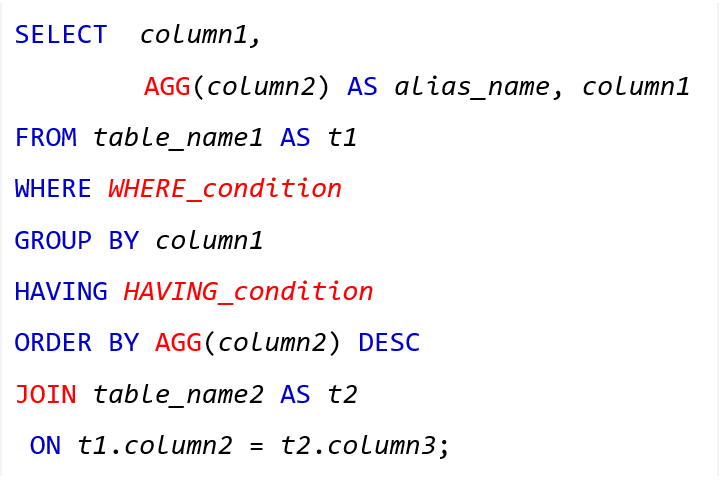 SELECT column1,
AGG(column2) AS alias_name, column1
FROM table_name1 AS t1
WHERE WHERE_condition
GROUP BY column1
HAVING HAVING_condition
ORDER BY AGG(column2) DESC
JOIN table_name2 AS t2
ON t1.column2 = t2.column3;